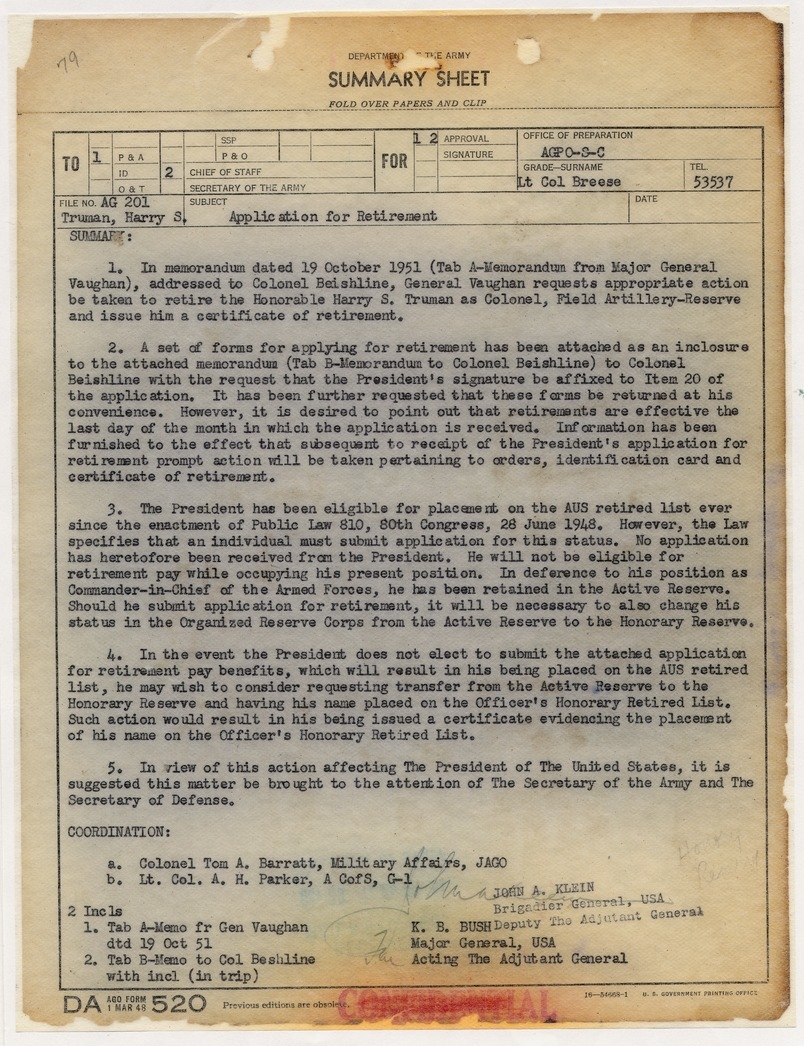 79
DEPARTMENT OF THE ARMY
SUMMARY SHEET
FOLD OVER PAPERS AND CLIP
TO
1
P & A
ID
O & T
2
SSP
P & O
CHIEF OF STAFF
SECRETARY OF THE ARMY
FOR
1 2
APPROVAL
SIGNATURE
OFFICE OF PREPARATION
AGPO-S-C
GRADE—SURNAME
Lt Col Breese
TEL.
53537
FILE NO. AG 201
Truman, Harry S.
SUBJECT
Application for Retirement
DATE
SUMMARY:
1. In memorandum dated 19 October 1951 (Tab A-Memorandum from Major General
Vaughan), addressed to Colonel Beishline, General Vaughan requests appropriate action
be taken to retire the Honorable Harry S. Truman as Colonel, Field Artillery-Reserve
and issue him a certificate of retirement.
2. A set of forms for applying for retirement has been attached as an inclosure
to the attached memorandum (Tab B-Memorandum to Colonel Beishline) to Colonel
Beishline with the request that the President's signature be affixed to Item 20 of
the application. It has been further requested that these forms be returned at his
convenience. However, it is desired to point out that retirements are effective the
last day of the month in which the application is received. Information has been
furnished to the effect that subsequent to receipt of the President's application for
retirement prompt action will be taken pertaining to orders, identification card and
certificate of retirement.
3. The President has been eligible for placement on the AUS retired list ever
since the enactment of Public Law 810, 80th Congress, 28 June 1948. However, the Law
specifies that an individual must submit application for this status. No application
has heretofore been received from the President. He will not be eligible for
retirement pay while occupying his present position. In deference to his position as
Commander-in-Chief of the Armed Forces, he has been retained in the Active Reserve.
Should he submit application for retirement, it will be necessary to also change his
status in the Organized Reserve Corps from the Active Reserve to the Honorary Reserve.
4. In the event the President does not elect to submit the attached application
for retirement pay benefits, which will result in his being placed on the AUS retired
list, he may wish to consider requesting transfer from the Active Reserve to the
Honorary Reserve and having his name placed on the Officer's Honorary Retired List.
Such action would result in his being issued a certificate evidencing the placement
of his name on the Officer's Honorary Retired List.
5. In view of this action affecting The President of The United States, it is
suggested this matter be brought to the attention of The Secretary of the Army and The
Secretary of Defense.
COORDINATION:
a. Colonel Tom A. Barratt, Military Affairs, JAGO
b. Lt. Col. A. H. Parker, A CofS, G-1
JOHN A. KLEIN
Brigadier General, USA
Deputy The Adjutant General
2 Incls
1. Tab A-Memo fr Gen Vaughan
dtd 19 Oct 51
2. Tab B-Memo to Col Beshline
with incl (in trip)
For
K. B. BUSH
Major General, USA
Acting The Adjutant General
DA AGO FORM 1 MAR 48 520 Previous editions are obsolete.
CONFIDENTIAL
16—54668-1 U. S. GOVERNMENT PRINTING OFFICE